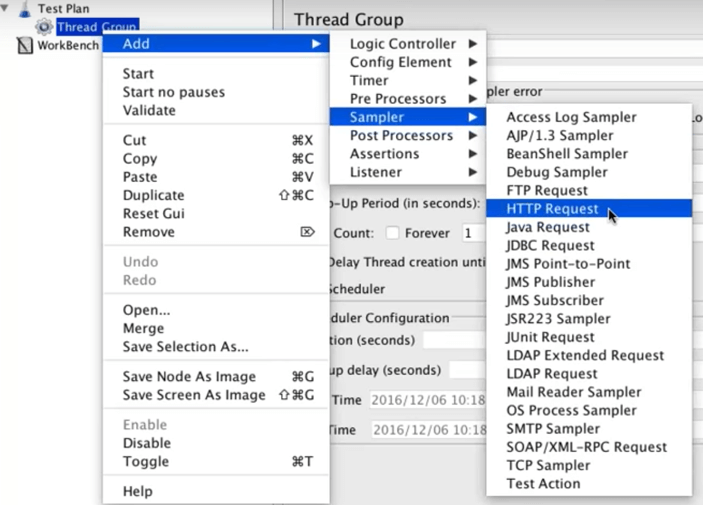 Test Plan
Thread Group
WorkBench
Thread Group
Add
Start
Start no pauses
Validate
Cut ⌘X
Copy ⌘C
Paste ⌘V
Duplicate ⇧⌘C
Reset Gui
Remove ⌦
Undo
Redo
Open...
Merge
Save Selection As...
Save Node As Image ⌘G
Save Screen As Image ⇧⌘G
Enable
Disable
Toggle ⌘T
Help
Logic Controller
Config Element
Timer
Pre Processors
Sampler
Post Processors
Assertions
Listener
Access Log Sampler
AJP/1.3 Sampler
BeanShell Sampler
Debug Sampler
FTP Request
HTTP Request
Java Request
JDBC Request
JMS Point-to-Point
JMS Publisher
JMS Subscriber
JSR223 Sampler
JUnit Request
LDAP Extended Request
LDAP Request
Mail Reader Sampler
OS Process Sampler
SMTP Sampler
SOAP/XML-RPC Request
TCP Sampler
Test Action
pler error
Lo
-Up Period (in seconds):
Count: Forever 1
Delay Thread creation unti
Scheduler
duler Configuration
tion (seconds)
up delay (seconds)
Time 2016/12/06 10:18
Time 2016/12/06 10:18